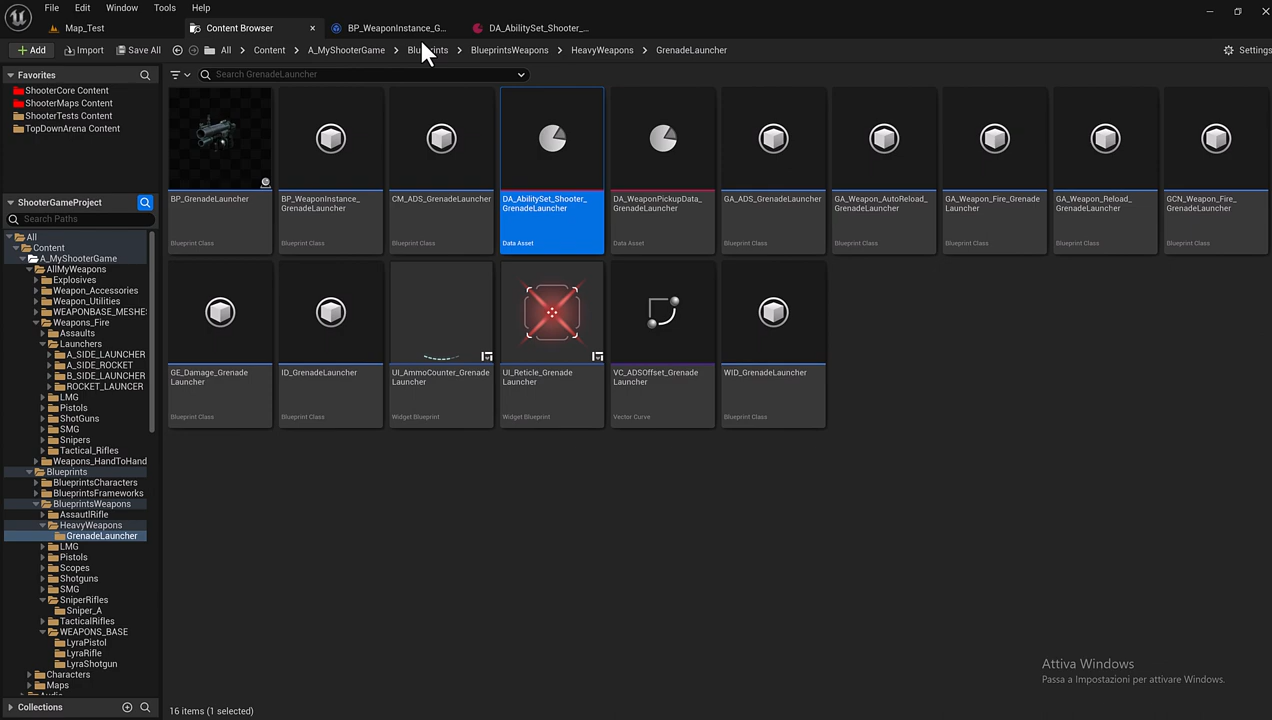 File Edit Window Tools Help
Map_Test
Content Browser
BP_WeaponInstance_G...
DA_AbilitySet_Shooter_...
Add
Import
Save All
All
Content
A_MyShooterGame
Blueprints
BlueprintsWeapons
HeavyWeapons
GrenadeLauncher
Settings
Favorites
ShooterCore Content
ShooterMaps Content
ShooterTests Content
TopDownArena Content
ShooterGameProject
Search Paths
All
Content
A_MyShooterGame
AllMyWeapons
Explosives
Weapon_Accessories
Weapon_Utilities
WEAPONBASE_MESHES
Weapons_Fire
Assaults
Launchers
A_SIDE_LAUNCHER
A_SIDE_ROCKET
B_SIDE_LAUNCHER
ROCKET_LAUNCER
LMG
Pistols
ShotGuns
SMG
Snipers
Tactical_Rifles
Weapons_HandToHand
Blueprints
BlueprintsCharacters
BlueprintsFrameworks
BlueprintsWeapons
AssautlRifle
HeavyWeapons
GrenadeLauncher
LMG
Pistols
Scopes
Shotguns
SMG
SniperRifles
Sniper_A
TacticalRifles
WEAPONS_BASE
LyraPistol
LyraRifle
LyraShotgun
Characters
Maps
Collections
Search GrenadeLauncher
BP_GrenadeLauncher
Blueprint Class
BP_WeaponInstance_
GrenadeLauncher
Blueprint Class
CM_ADS_GrenadeLauncher
Blueprint Class
DA_AbilitySet_Shooter_
GrenadeLauncher
Data Asset
DA_WeaponPickupData_
GrenadeLauncher
Data Asset
GA_ADS_GrenadeLauncher
Blueprint Class
GA_Weapon_AutoReload_
GrenadeLauncher
Blueprint Class
GA_Weapon_Fire_Grenade
Launcher
Blueprint Class
GA_Weapon_Reload_
GrenadeLauncher
Blueprint Class
GCN_Weapon_Fire_
GrenadeLauncher
Blueprint Class
GE_Damage_Grenade
Launcher
Blueprint Class
ID_GrenadeLauncher
Blueprint Class
UI_AmmoCounter_Grenade
Launcher
Widget Blueprint
UI_Reticle_Grenade
Launcher
Widget Blueprint
VC_ADSOffset_Grenade
Launcher
Vector Curve
WID_GrenadeLauncher
Blueprint Class
Attiva Windows
Passa a Impostazioni per attivare Windows.
16 items (1 selected)